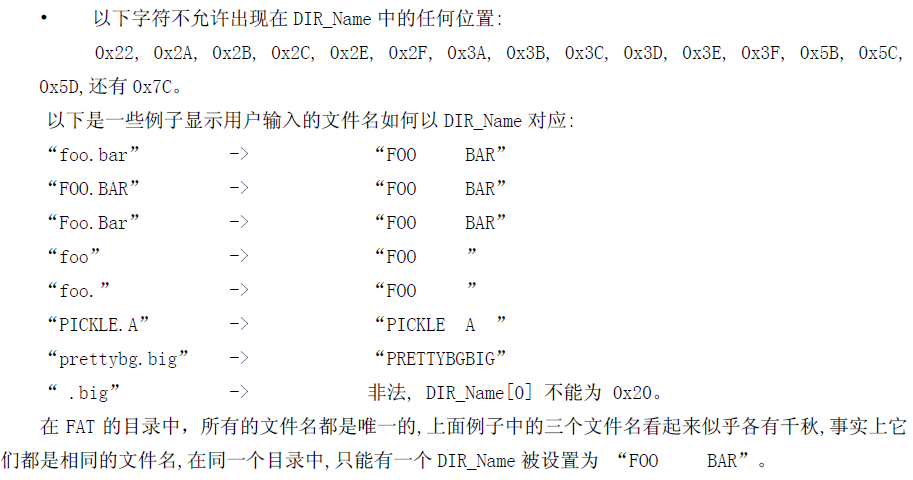 • 以下字符不允许出现在 DIR_Name 中的任何位置:
0x22, 0x2A, 0x2B, 0x2C, 0x2E, 0x2F, 0x3A, 0x3B, 0x3C, 0x3D, 0x3E, 0x3F, 0x5B, 0x5C,
0x5D,还有 0x7C。
以下是一些例子显示用户输入的文件名如何以 DIR_Name 对应:
“foo.bar” -> “FOO     BAR”
“FOO.BAR” -> “FOO     BAR”
“Foo.Bar” -> “FOO     BAR”
“foo” -> “FOO     ”
“foo.” -> “FOO     ”
“PICKLE.A” -> “PICKLE  A  ”
“prettybg.big” -> “PRETTYBGBIG”
“ .big” -> 非法, DIR_Name[0] 不能为 0x20。
在 FAT 的目录中，所有的文件名都是唯一的,上面例子中的三个文件名看起来似乎各有千秋,事实上它
们都是相同的文件名,在同一个目录中,只能有一个 DIR_Name 被设置为 “FOO     BAR”。